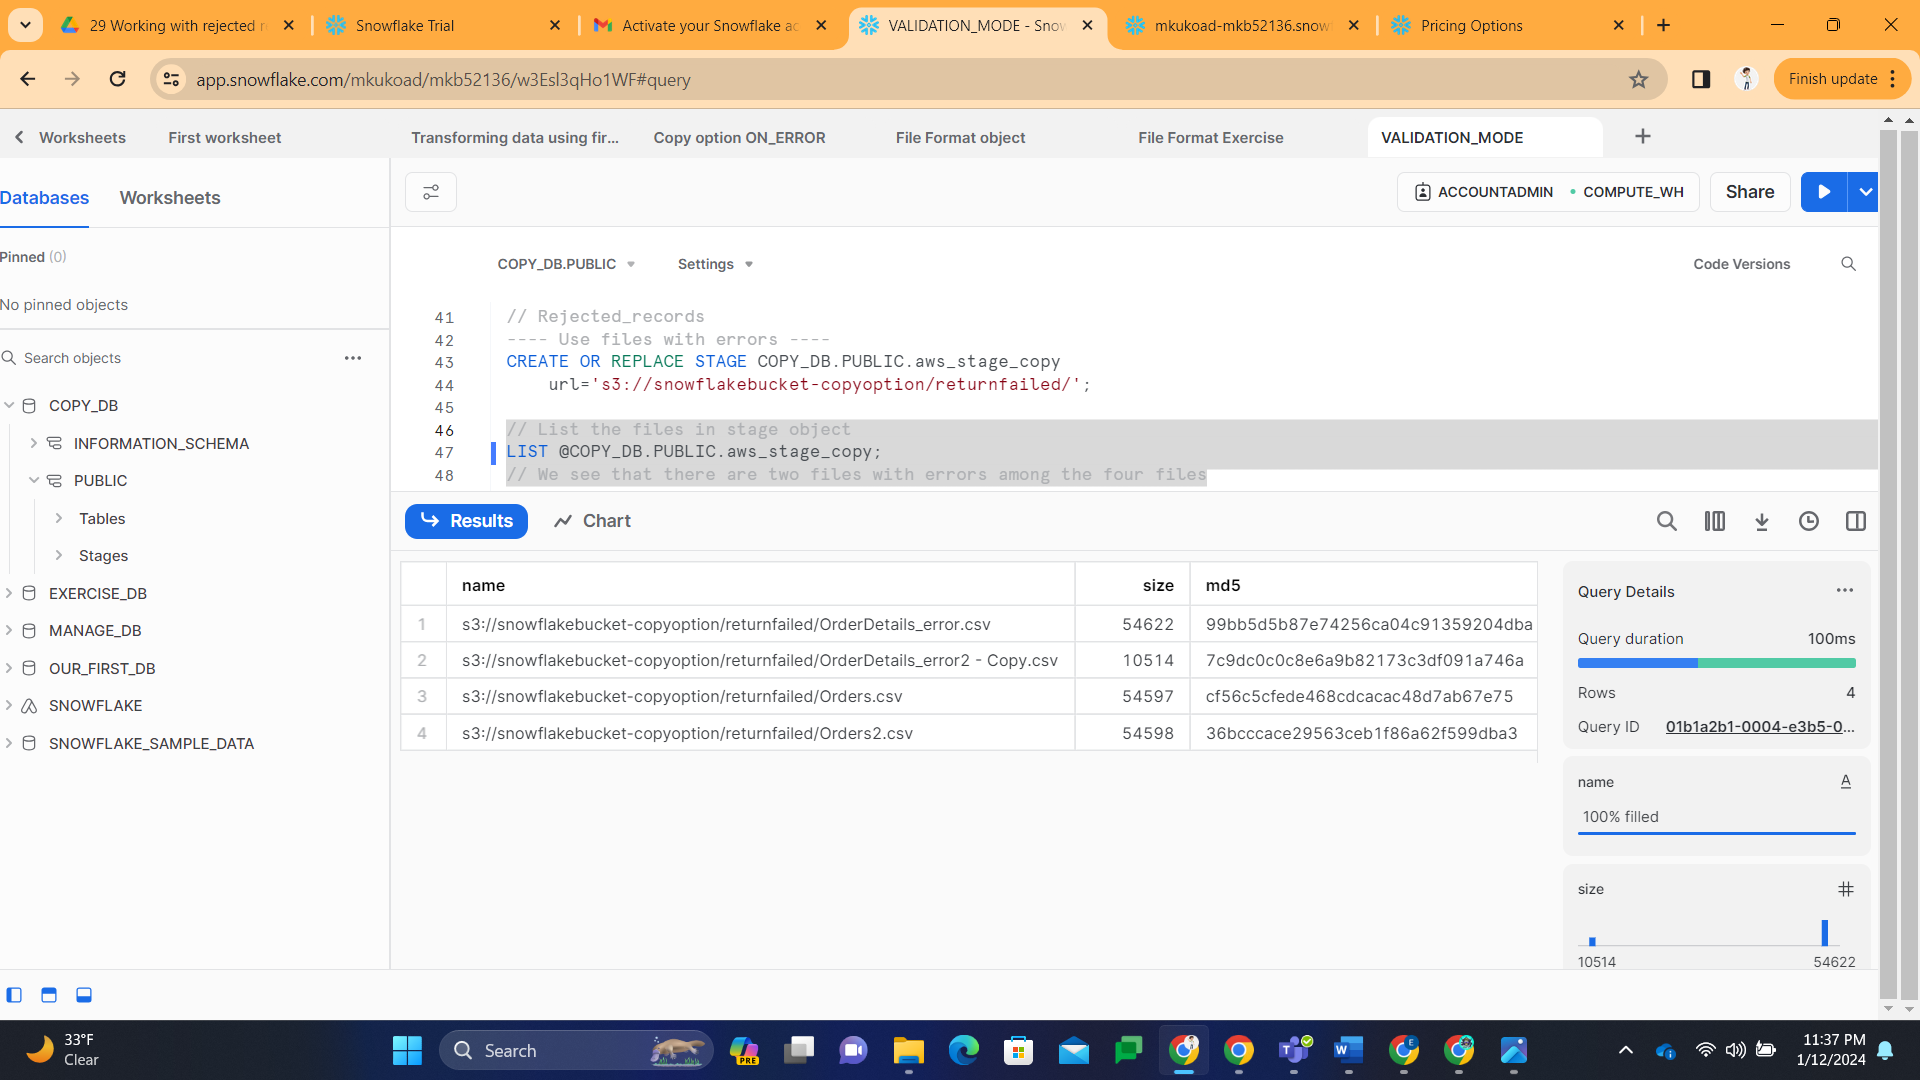 29 Working with rejected r
Snowflake Trial
Activate your Snowflake ac
VALIDATION_MODE - Snow
mkukoad-mkb52136.snowf
Pricing Options
app.snowflake.com/mkukoad/mkb52136/w3Esl3qHo1WF#query
Finish update
Worksheets
First worksheet
Transforming data using fir...
Copy option ON_ERROR
File Format object
File Format Exercise
VALIDATION_MODE
Databases
Worksheets
ACCOUNTADMIN
COMPUTE_WH
Share
Pinned (0)
No pinned objects
Search objects
COPY_DB
INFORMATION_SCHEMA
PUBLIC
Tables
Stages
EXERCISE_DB
MANAGE_DB
OUR_FIRST_DB
SNOWFLAKE
SNOWFLAKE_SAMPLE_DATA
COPY_DB.PUBLIC
Settings
Code Versions
41 // Rejected_records
42 ---- Use files with errors ----
43 CREATE OR REPLACE STAGE COPY_DB.PUBLIC.aws_stage_copy
44 url='s3://snowflakebucket-copyoption/returnfailed/';
45
46 // List the files in stage object
47 LIST @COPY_DB.PUBLIC.aws_stage_copy;
48 // We see that there are two files with errors among the four files
Results
Chart
name size md5
1 s3://snowflakebucket-copyoption/returnfailed/OrderDetails_error.csv 54622 99bb5d5b87e74256ca04c91359204dba
2 s3://snowflakebucket-copyoption/returnfailed/OrderDetails_error2 - Copy.csv 10514 7c9dc0c0c8e6a9b82173c3df091a746a
3 s3://snowflakebucket-copyoption/returnfailed/Orders.csv 54597 cf56c5cfede468cdcacac48d7ab67e75
4 s3://snowflakebucket-copyoption/returnfailed/Orders2.csv 54598 36bcccace29563ceb1f86a62f599dba3
Query Details
Query duration 100ms
Rows 4
Query ID 01b1a2b1-0004-e3b5-0...
name A
100% filled
size #
10514 54622
33°F
Clear
Search
PRE
11:37 PM
1/12/2024